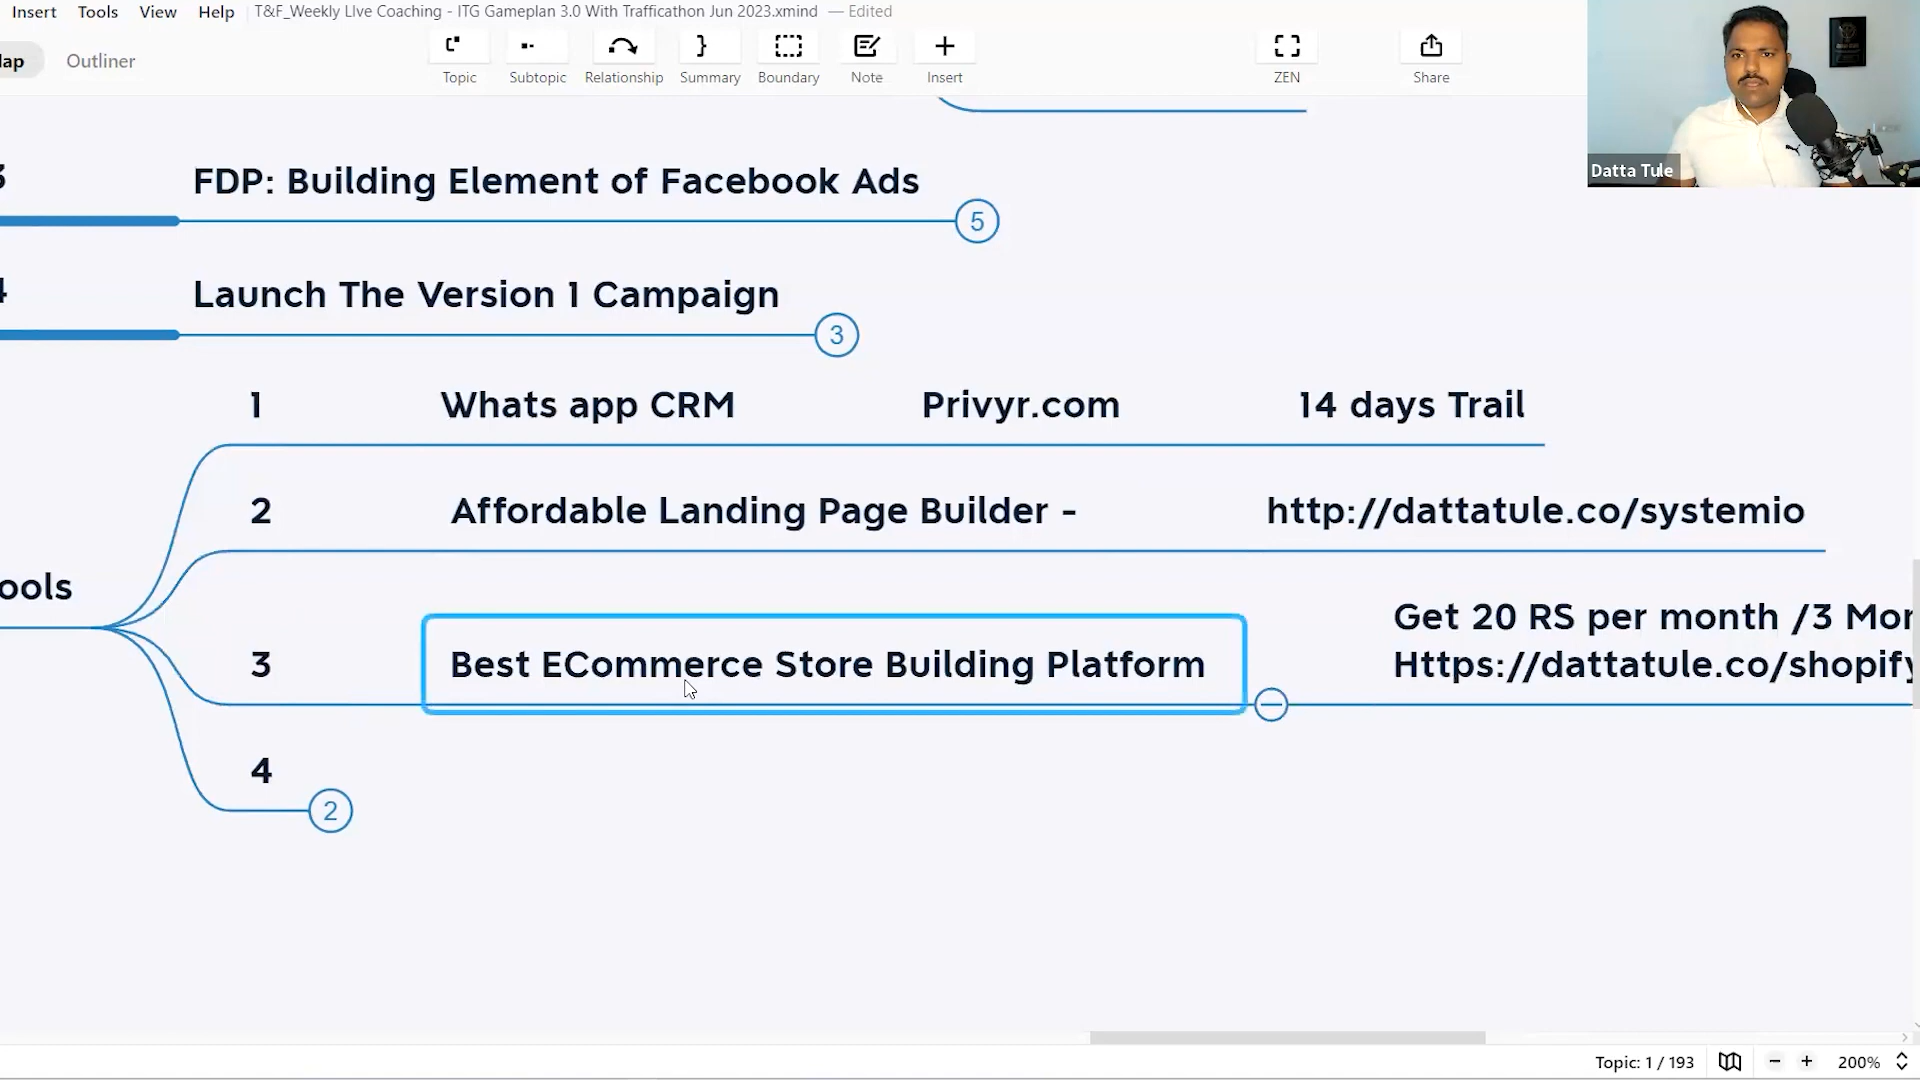 Insert Tools View Help T&F_Weekly LIve Coaching - ITG Gameplan 3.0 With Trafficathon Jun 2023.xmind — Edited
Outliner
Topic Subtopic Relationship Summary Boundary Note Insert ZEN Share
Datta Tule
3 FDP: Building Element of Facebook Ads
5
4 Launch The Version 1 Campaign
3
1 Whats app CRM Privyr.com 14 days Trail
2 Affordable Landing Page Builder - http://dattatule.co/systemio
ools
3 Best ECommerce Store Building Platform
Get 20 RS per month /3 Mon
Https://dattatule.co/shopify
4
2
Topic: 1 / 193 200%